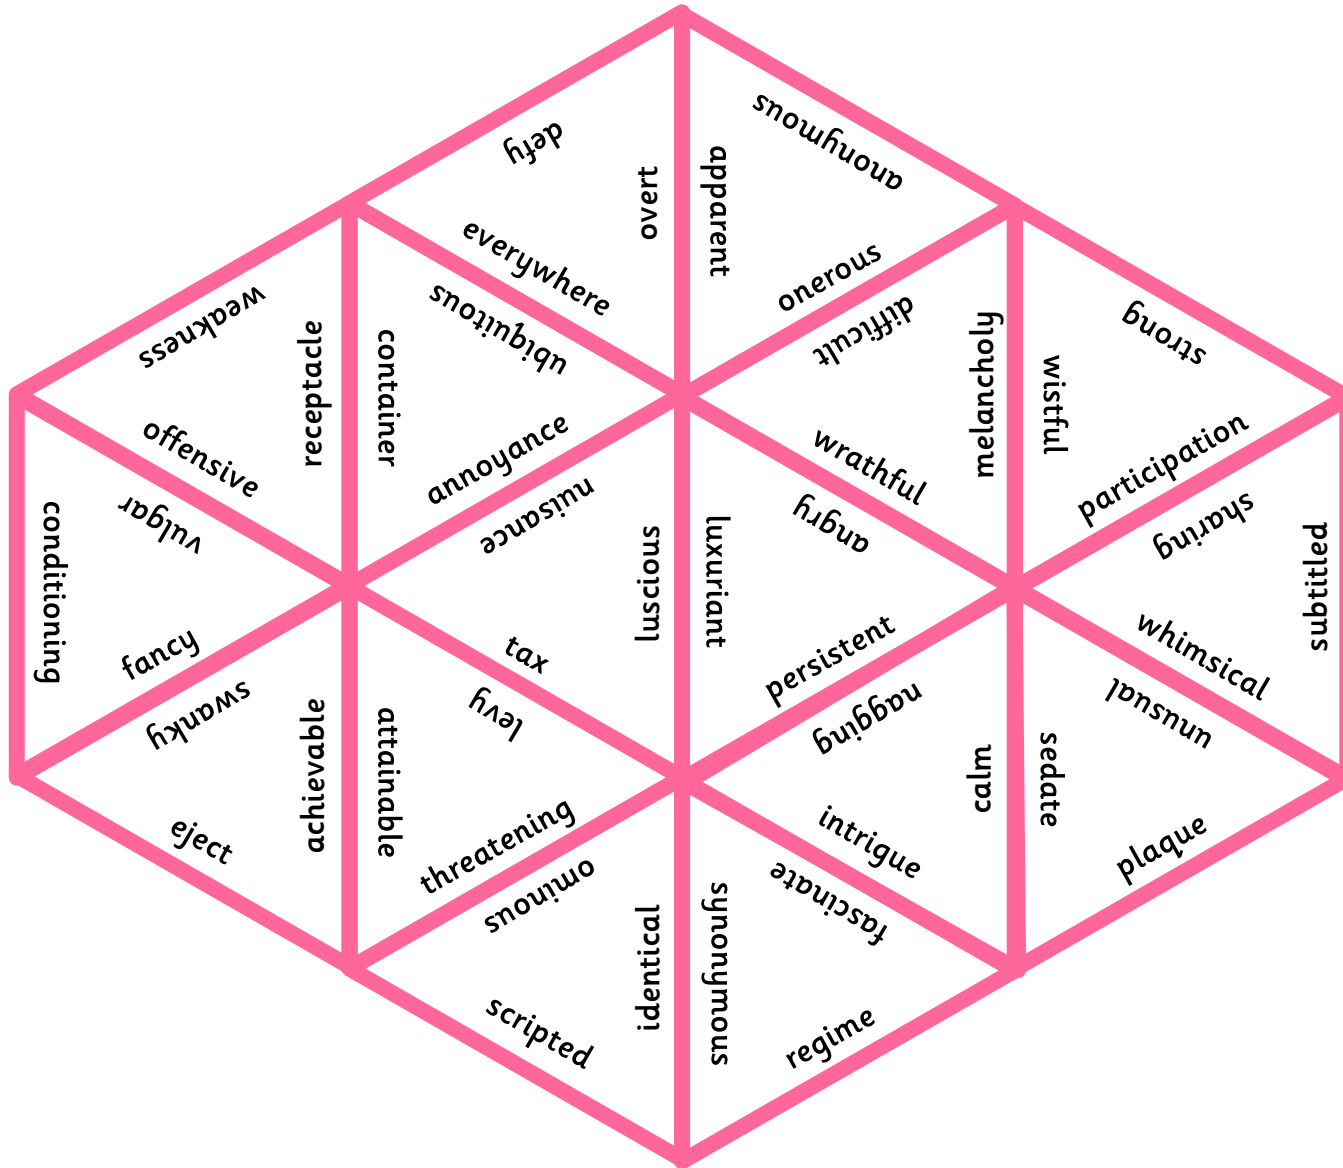 defy
overt
everywhere
apparent
anonymous
onerous
weakness
receptacle
offensive
container
ubiquitous
annoyance
difficult
melancholy
wrathful
wistful
strong
participation
conditioning
vulgar
fancy
nuisance
luscious
tax
luxuriant
angry
persistent
sharing
subtitled
whimsical
swanky
achievable
eject
attainable
levy
threatening
nagging
calm
intrigue
sedate
unusual
plaque
ominous
identical
scripted
synonymous
fascinate
regime